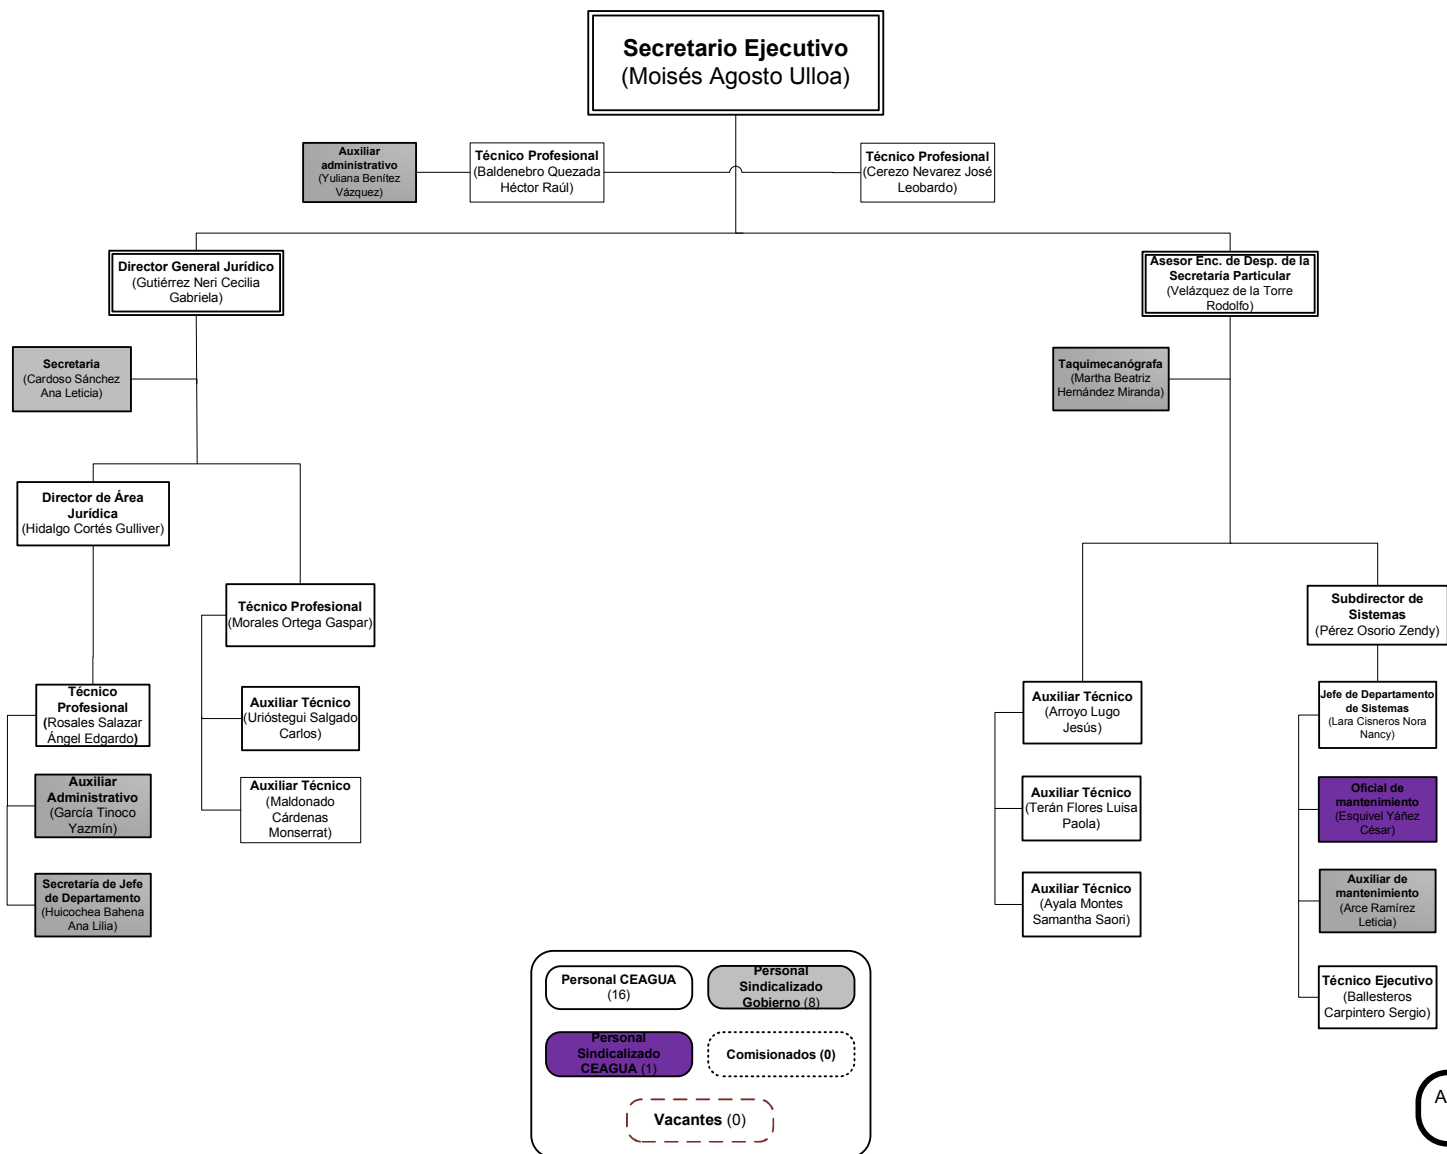 Secretario Ejecutivo
(Moisés Agosto Ulloa)
Auxiliar
administrativo
(Yuliana Benítez
Vázquez)
Técnico Profesional
(Baldenebro Quezada
Héctor Raúl)
Técnico Profesional
(Cerezo Nevarez José
Leobardo)
Director General Jurídico
(Gutiérrez Neri Cecilia
Gabriela)
Asesor Enc. de Desp. de la
Secretaría Particular
(Velázquez de la Torre
Rodolfo)
Secretaria
(Cardoso Sánchez
Ana Leticia)
Taquimecanógrafa
(Martha Beatriz
Hernández Miranda)
Director de Área
Jurídica
(Hidalgo Cortés Gulliver)
Técnico Profesional
(Morales Ortega Gaspar)
Subdirector de
Sistemas
(Pérez Osorio Zendy)
Técnico
Profesional
(Rosales Salazar
Ángel Edgardo)
Auxiliar Técnico
(Urióstegui Salgado
Carlos)
Auxiliar Técnico
(Arroyo Lugo
Jesús)
Jefe de Departamento
de Sistemas
(Lara Cisneros Nora
Nancy)
Auxiliar
Administrativo
(García Tinoco
Yazmín)
Auxiliar Técnico
(Maldonado
Cárdenas
Monserrat)
Auxiliar Técnico
(Terán Flores Luisa
Paola)
Oficial de
mantenimiento
(Esquivel Yáñez
César)
Secretaría de Jefe
de Departamento
(Huicochea Bahena
Ana Lilia)
Auxiliar Técnico
(Ayala Montes
Samantha Saori)
Auxiliar de
mantenimiento
(Arce Ramírez
Leticia)
Técnico Ejecutivo
(Ballesteros
Carpintero Sergio)
Personal CEAGUA
(16)
Personal
Sindicalizado
Gobierno (8)
Personal
Sindicalizado
CEAGUA (1)
Comisionados (0)
Vacantes (0)
A